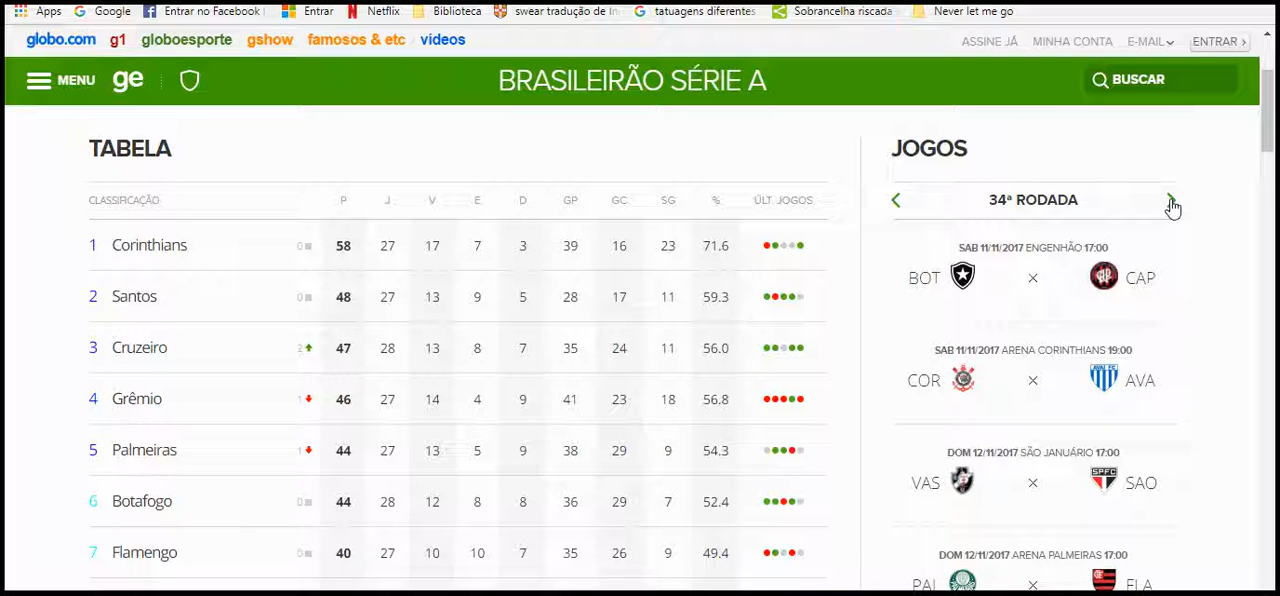 Apps Google Entrar no Facebook | Entrar Netflix Biblioteca swear tradução de In tatuagens diferentes Sobrancelha riscada Never let me go
globo.com g1 globoesporte gshow famosos & etc vídeos ASSINE JÁ MINHA CONTA E-MAIL ENTRAR ›
MENU ge BRASILEIRÃO SÉRIE A BUSCAR
TABELA
CLASSIFICAÇÃO P J V E D GP GC SG % ÚLT. JOGOS
1 Corinthians 0 58 27 17 7 3 39 16 23 71.6
2 Santos 0 48 27 13 9 5 28 17 11 59.3
3 Cruzeiro 2 47 28 13 8 7 35 24 11 56.0
4 Grêmio 1 46 27 14 4 9 41 23 18 56.8
5 Palmeiras 1 44 27 13 5 9 38 29 9 54.3
6 Botafogo 0 44 28 12 8 8 36 29 7 52.4
7 Flamengo 0 40 27 10 10 7 35 26 9 49.4
JOGOS
34ª RODADA
SAB 11/11/2017 ENGENHÃO 17:00
BOT × CAP
SAB 11/11/2017 ARENA CORINTHIANS 19:00
COR × AVA
DOM 12/11/2017 SÃO JANUÁRIO 17:00
VAS × SPFC SAO
DOM 12/11/2017 ARENA PALMEIRAS 17:00
PAL × FLA